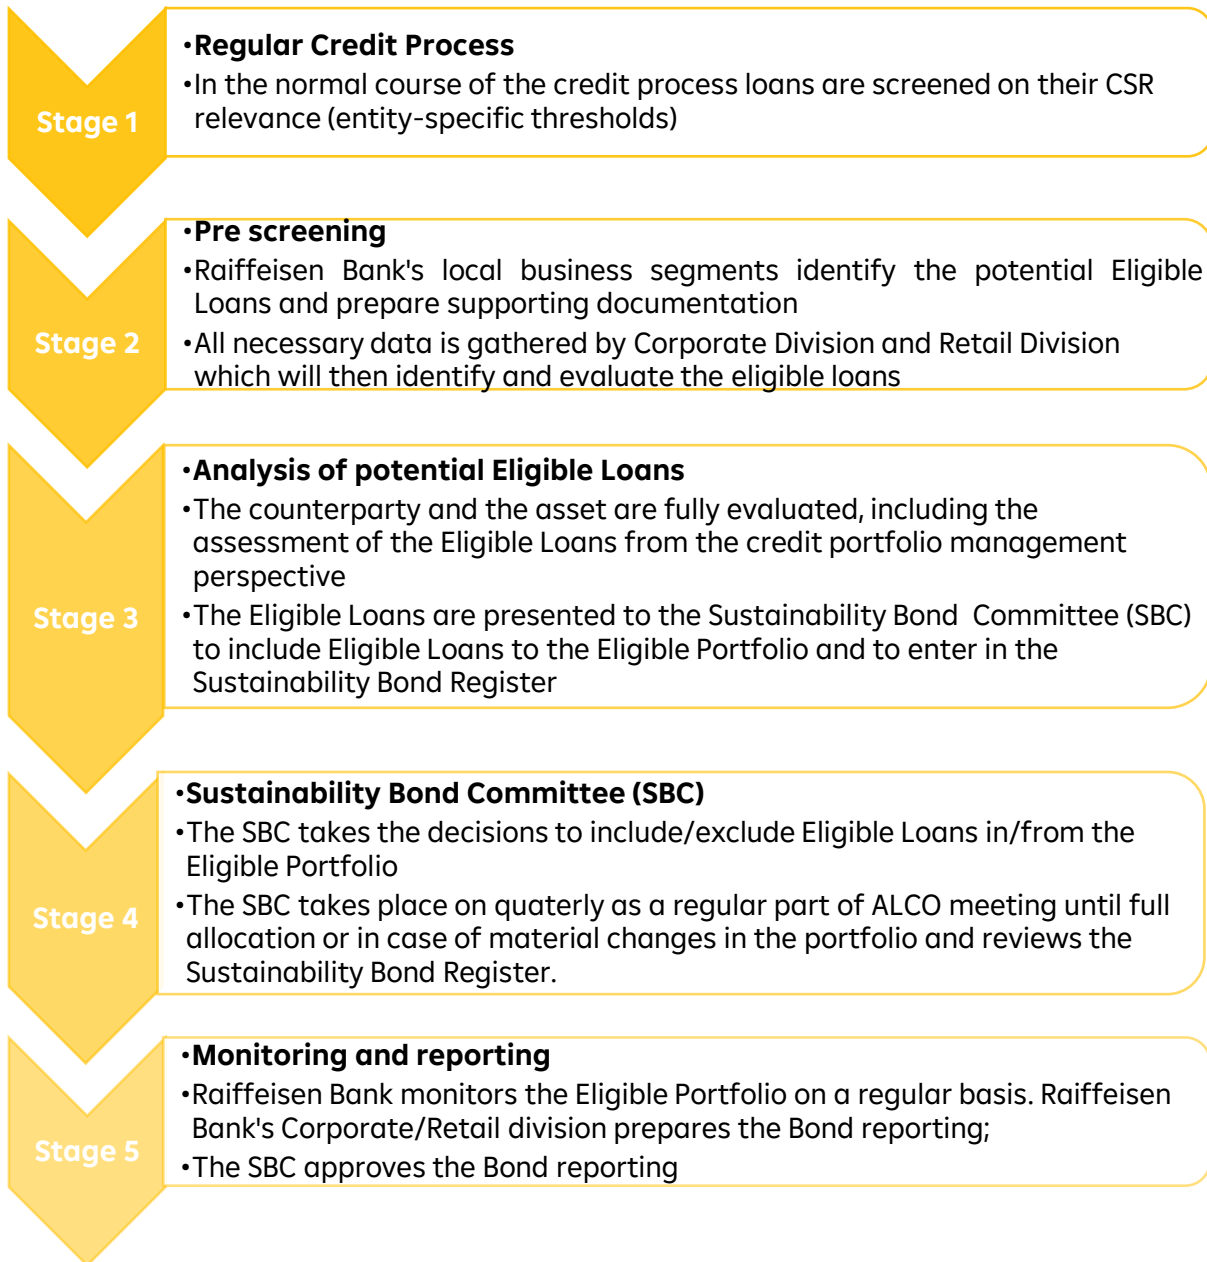 •Regular Credit Process
•In the normal course of the credit process loans are screened on their CSR
relevance (entity-specific thresholds)
Stage 1
•Pre screening
•Raiffeisen Bank's local business segments identify the potential Eligible
Loans and prepare supporting documentation
Stage 2
•All necessary data is gathered by Corporate Division and Retail Division
which will then identify and evaluate the eligible loans
•Analysis of potential Eligible Loans
•The counterparty and the asset are fully evaluated, including the
assessment of the Eligible Loans from the credit portfolio management
perspective
Stage 3
•The Eligible Loans are presented to the Sustainability Bond Committee (SBC)
to include Eligible Loans to the Eligible Portfolio and to enter in the
Sustainability Bond Register
•Sustainability Bond Committee (SBC)
•The SBC takes the decisions to include/exclude Eligible Loans in/from the
Eligible Portfolio
Stage 4
•The SBC takes place on quaterly as a regular part of ALCO meeting until full
allocation or in case of material changes in the portfolio and reviews the
Sustainability Bond Register.
•Monitoring and reporting
•Raiffeisen Bank monitors the Eligible Portfolio on a regular basis. Raiffeisen
Bank's Corporate/Retail division prepares the Bond reporting;
Stage 5
•The SBC approves the Bond reporting